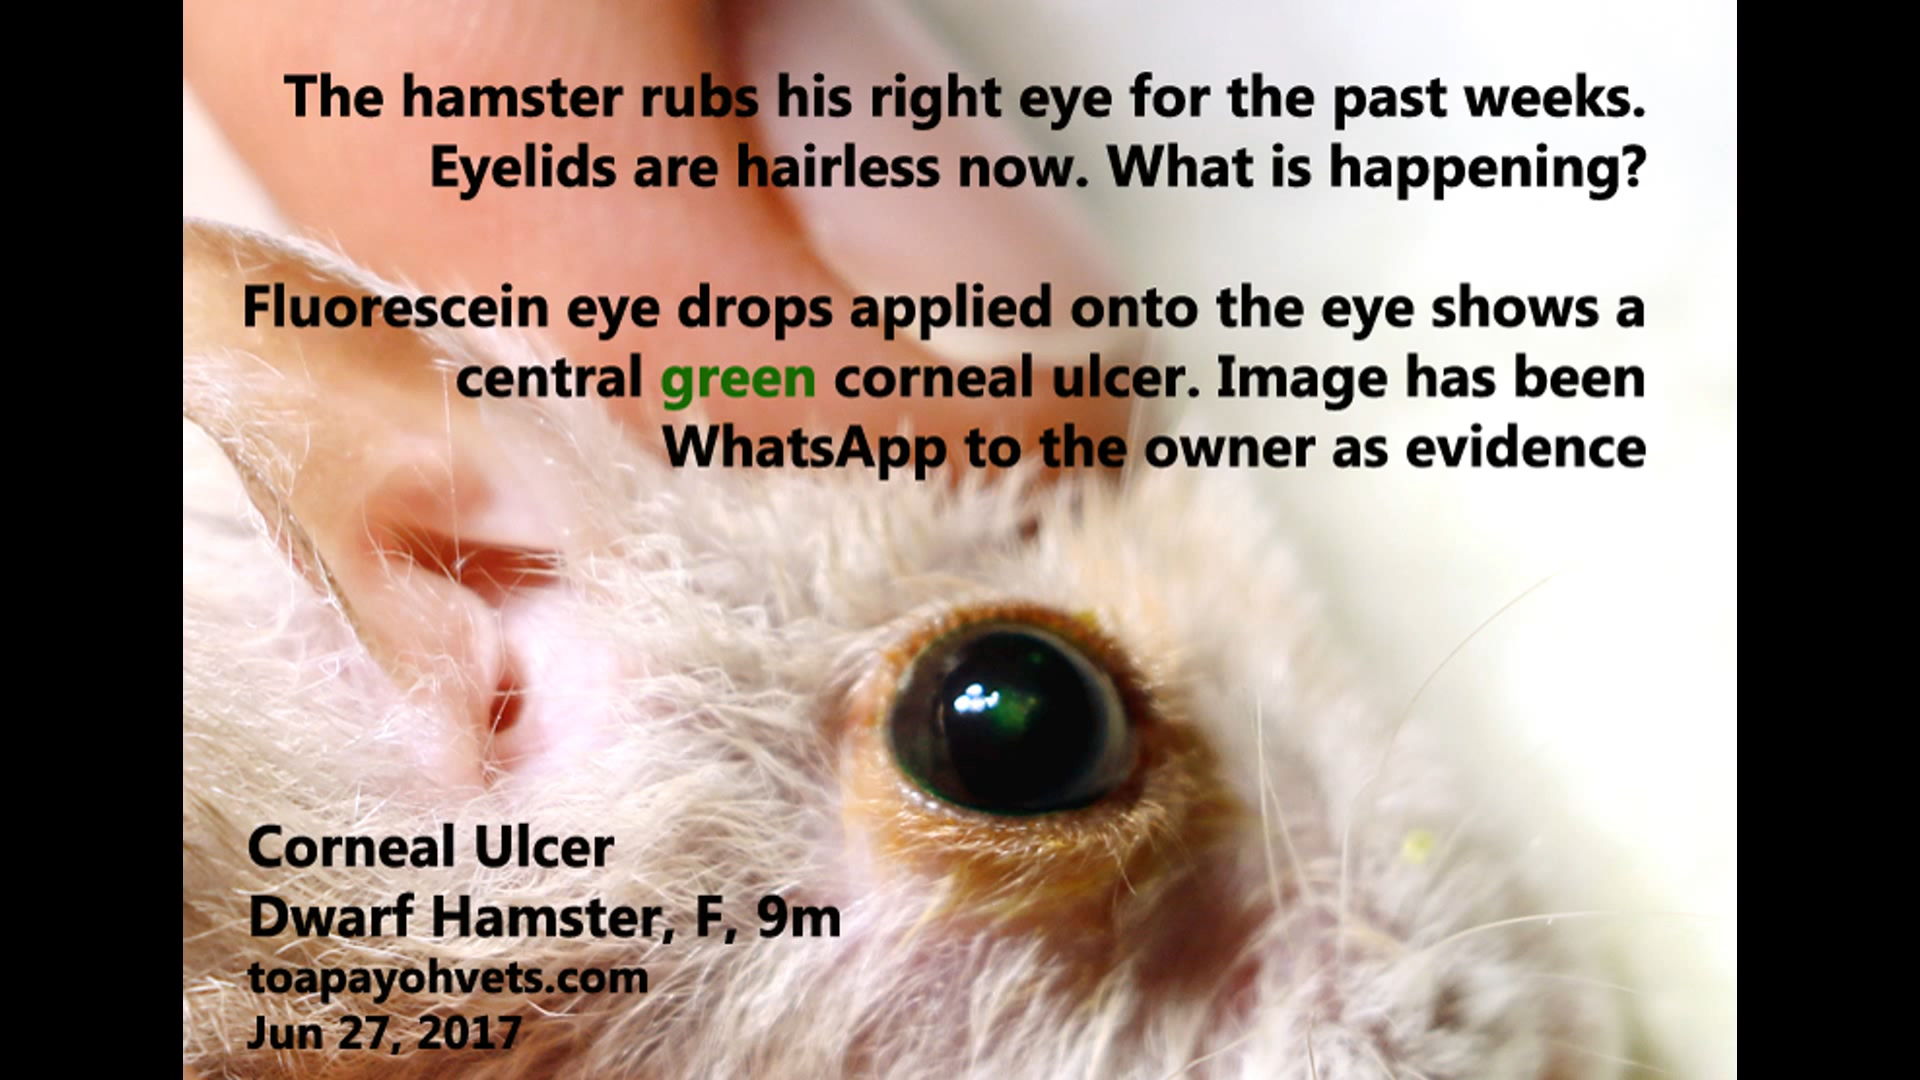 The hamster rubs his right eye for the past weeks.
Eyelids are hairless now. What is happening?
Fluorescein eye drops applied onto the eye shows a
central green corneal ulcer. Image has been
WhatsApp to the owner as evidence
Corneal Ulcer
Dwarf Hamster, F, 9m
toapayohvets.com
Jun 27, 2017